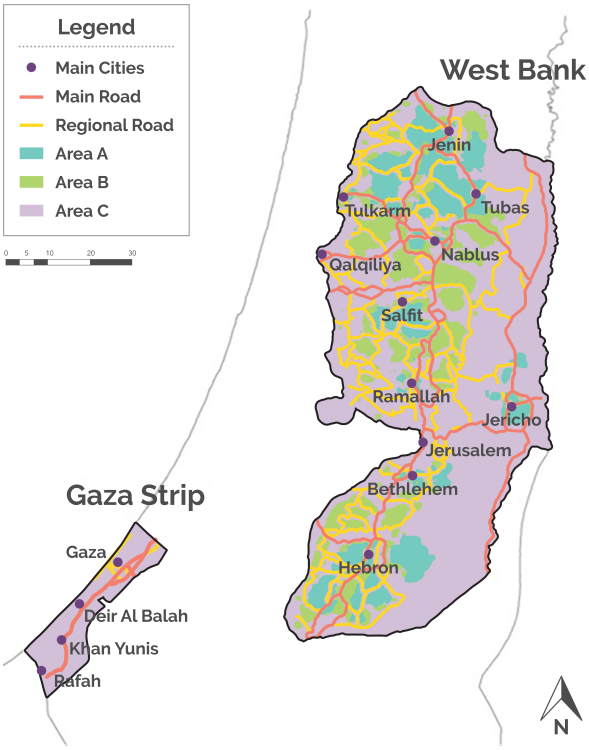 Legend
Main Cities
Main Road
Regional Road
Area A
Area B
Area C
0 5 10 20 30
West Bank
Jenin
Tulkarm
Tubas
Nablus
Qalqiliya
Salfit
Ramallah
Jericho
Jerusalem
Bethlehem
Hebron
Gaza Strip
Gaza
Deir Al Balah
Khan Yunis
Rafah
N